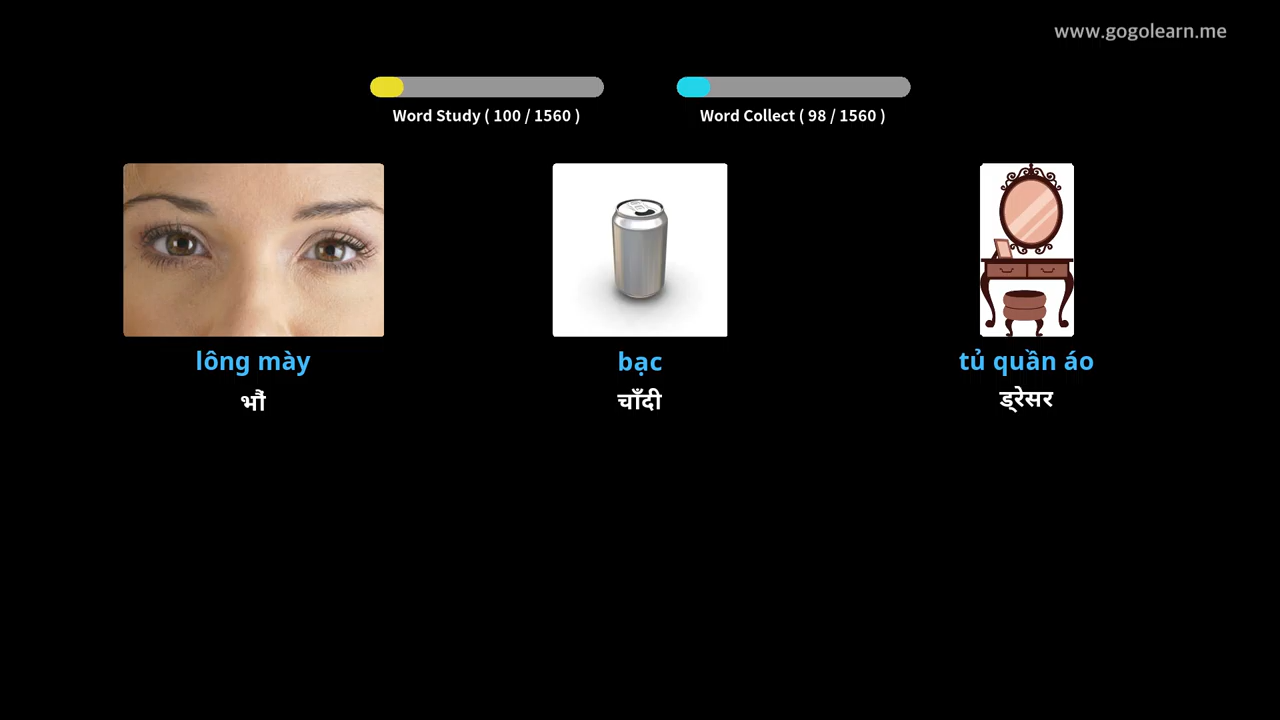 www.gogolearn.me
Word Study ( 100 / 1560 )
Word Collect ( 98 / 1560 )
lông mày
bạc
tủ quần áo
भौं
चाँदी
ड्रेसर